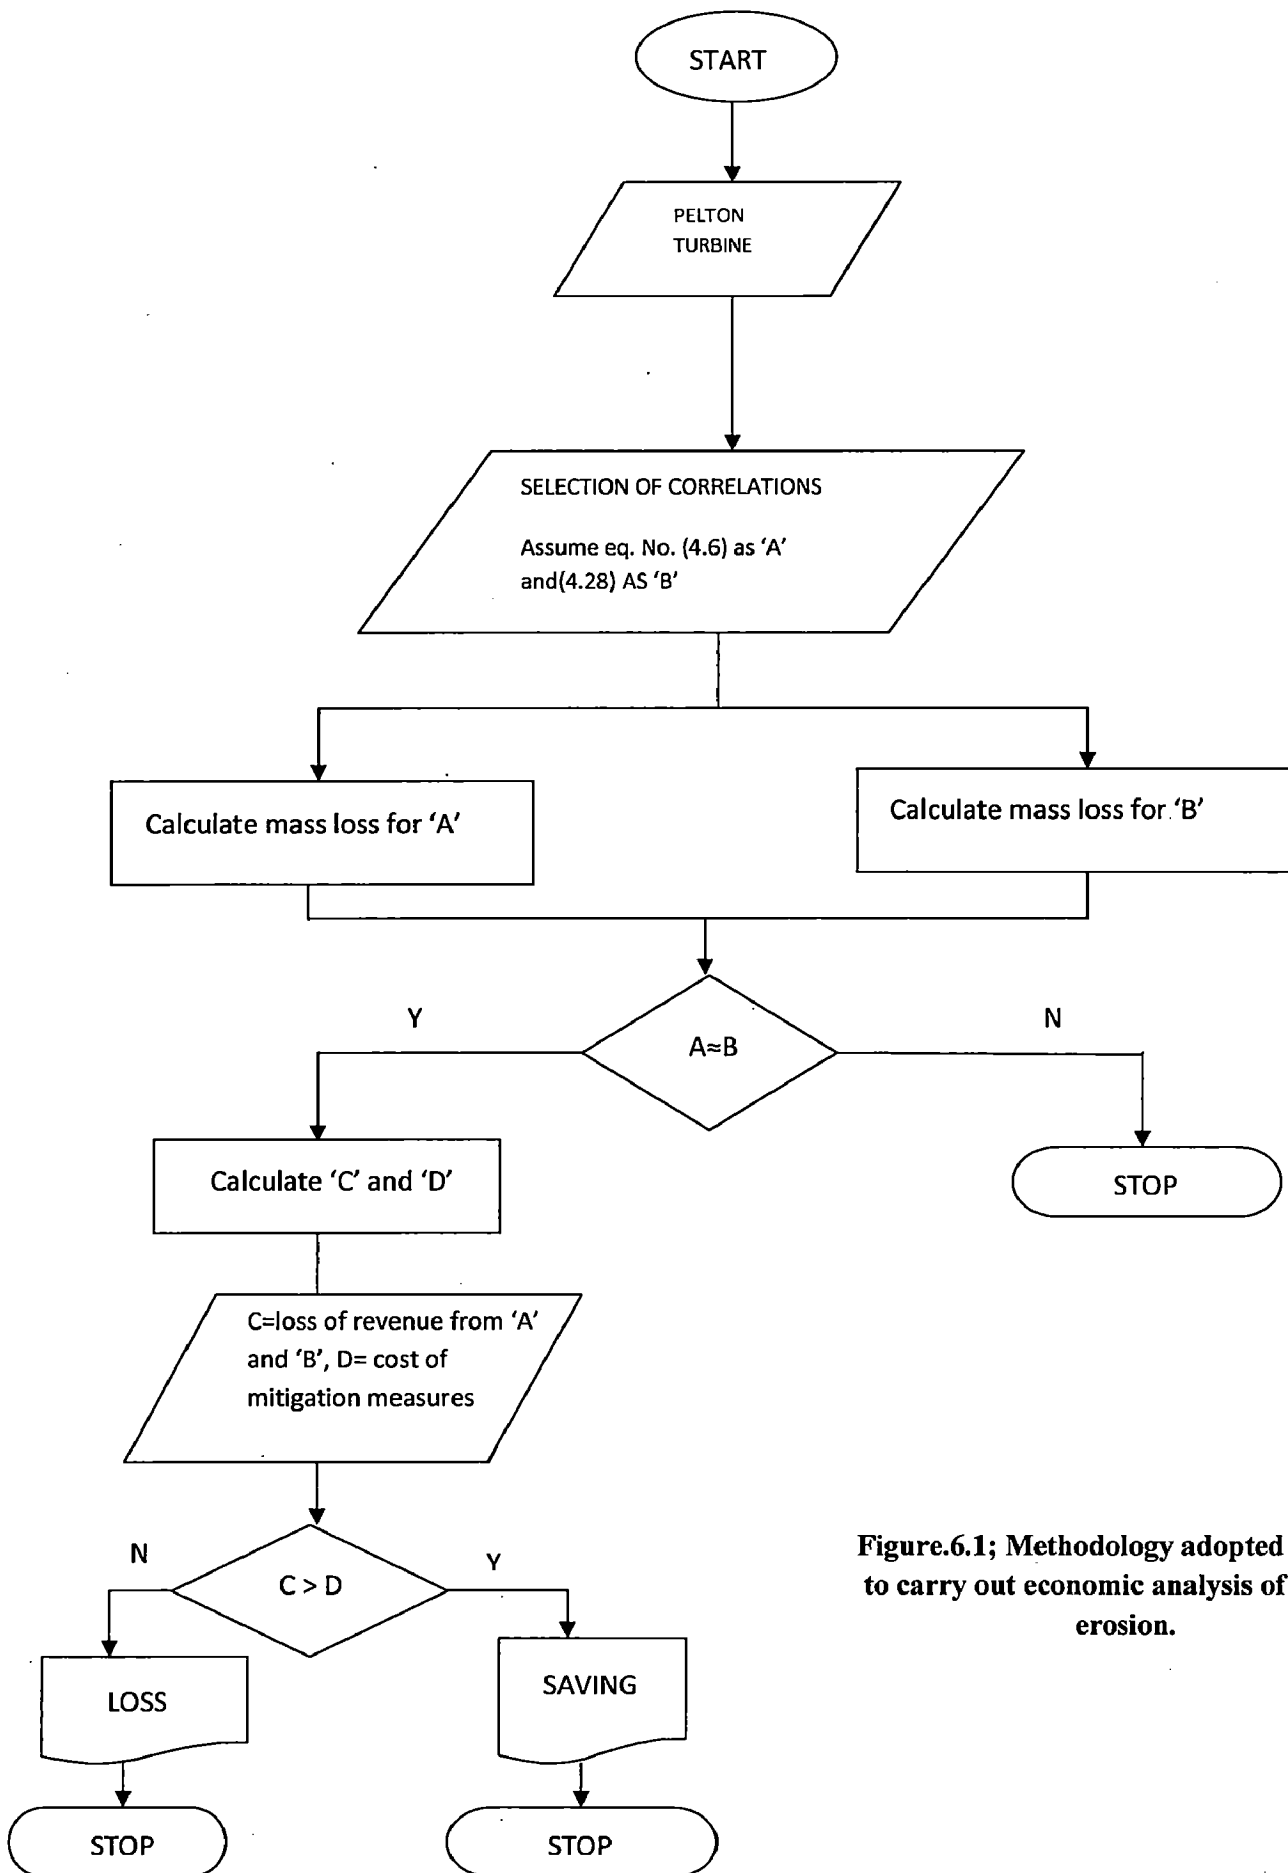 START
PELTON
TURBINE
SELECTION OF CORRELATIONS
Assume eq. No. (4.6) as ‘A’
and(4.28) AS ‘B’
Calculate mass loss for ‘A’
Calculate mass loss for ‘B’
Y
A≈B
N
Calculate ‘C’ and ‘D’
STOP
C=loss of revenue from ‘A’
and ‘B’, D= cost of
mitigation measures
N
C > D
Y
LOSS
SAVING
STOP
STOP
Figure.6.1; Methodology adopted
to carry out economic analysis of
erosion.